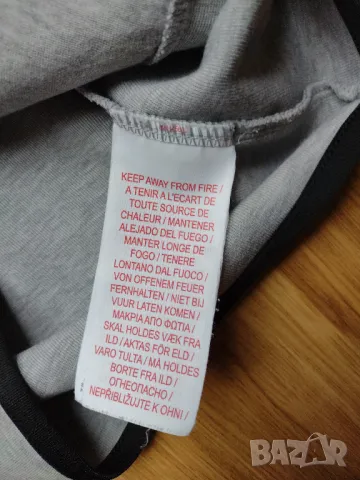 KEEP AWAY FROM FIRE /
A TENIR A L'ECART DE
TOUTE SOURCE DE
CHALEUR / MANTENER
ALEJADO DEL FUEGO /
MANTER LONGE DE
FOGO / TENERE
LONTANO DAL FUOCO /
VON OFFENEM FEUER
FERNHALTEN / NIET BIJ
VUUR LATEN KOMEN /
ΜΑΚΡΙΑ ΑΠΟ ΦΩΤΙΑ /
SKAL HOLDES VÆK FRA
ILD / AKTAS FÖR ELD /
VARO TULTA / MÅ HOLDES
BORTE FRA ILD /
ОГНЕОПАСНО /
NEPŘIBLIŽUJTE K OHNI /
BAZAR
bg